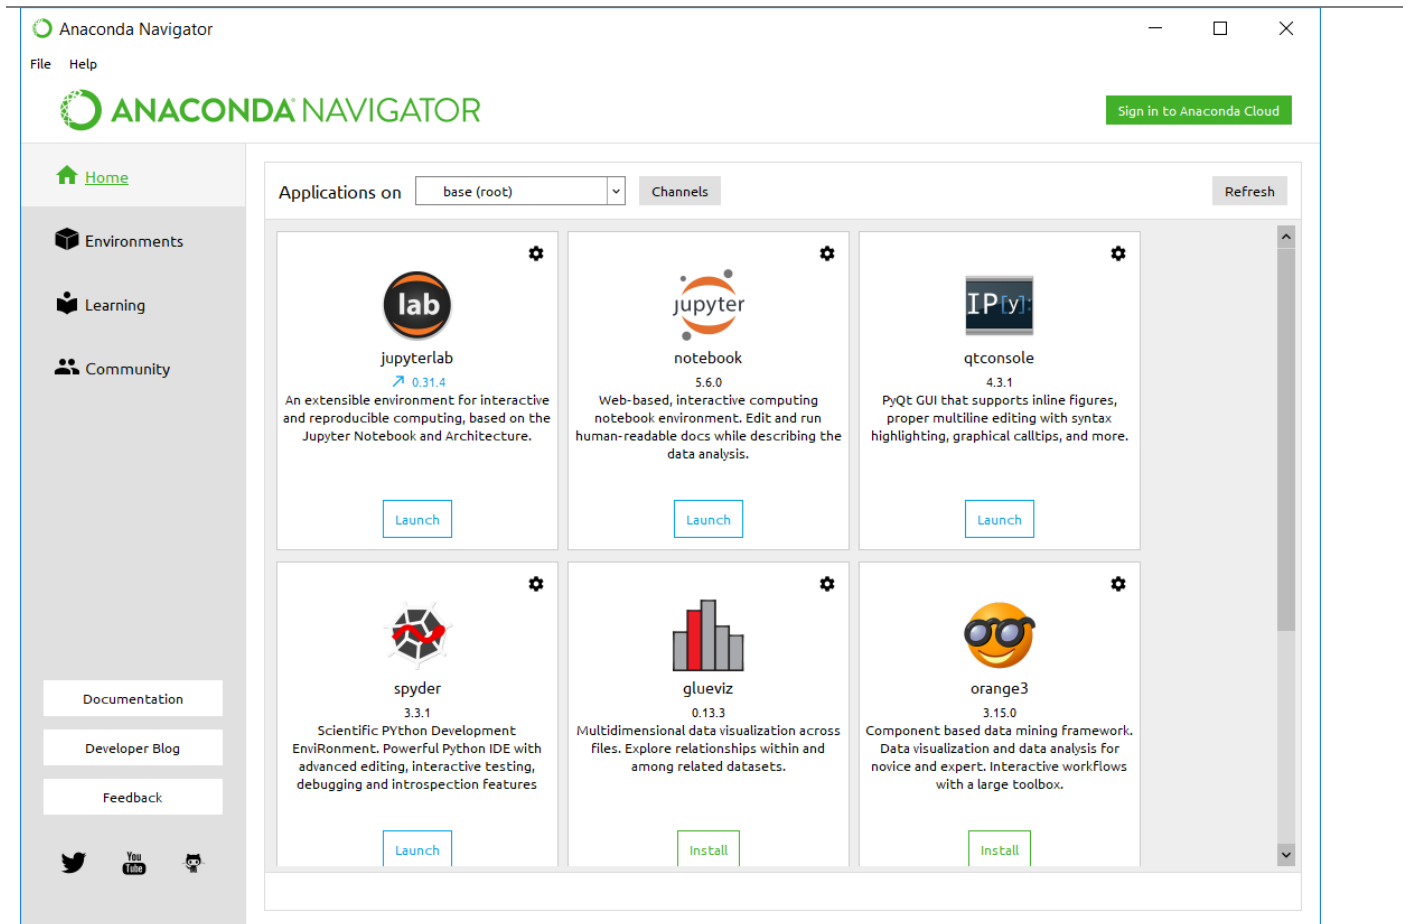 Anaconda Navigator
File Help
ANACONDA NAVIGATOR
Sign in to Anaconda Cloud
Home
Environments
Learning
Community
Documentation
Developer Blog
Feedback
You
Tube
Applications on base (root) Channels Refresh
lab
jupyterlab
0.31.4
An extensible environment for interactive
and reproducible computing, based on the
Jupyter Notebook and Architecture.
Launch
jupyter
notebook
5.6.0
Web-based, interactive computing
notebook environment. Edit and run
human-readable docs while describing the
data analysis.
Launch
IP[y]:
qtconsole
4.3.1
PyQt GUI that supports inline figures,
proper multiline editing with syntax
highlighting, graphical calltips, and more.
Launch
spyder
3.3.1
Scientific PYthon Development
EnviRonment. Powerful Python IDE with
advanced editing, interactive testing,
debugging and introspection features
Launch
glueviz
0.13.3
Multidimensional data visualization across
files. Explore relationships within and
among related datasets.
Install
orange3
3.15.0
Component based data mining framework.
Data visualization and data analysis for
novice and expert. Interactive workflows
with a large toolbox.
Install